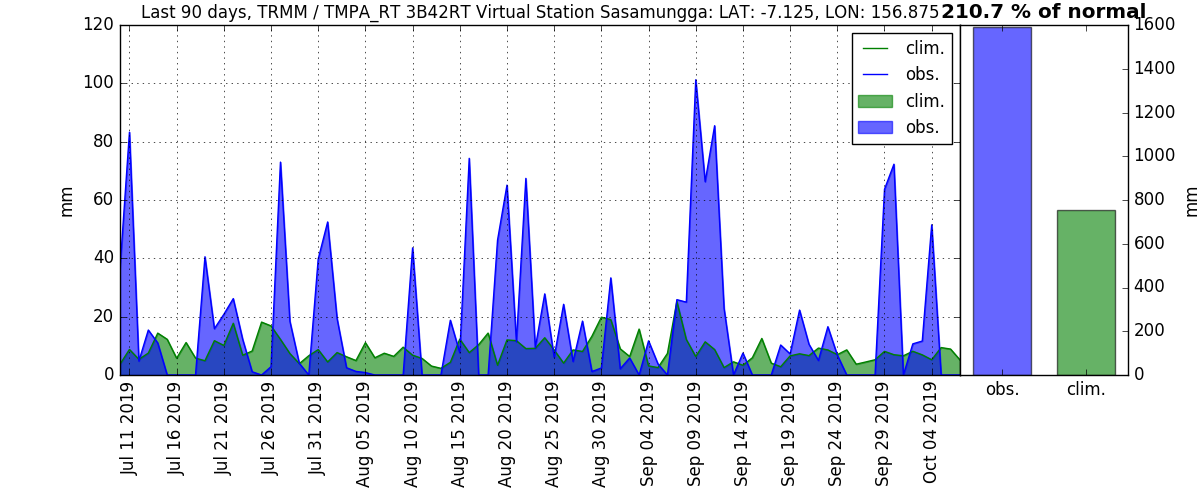 Last 90 days, TRMM / TMPA_RT 3B42RT Virtual Station Sasamungga: LAT: -7.125, LON: 156.875
210.7 % of normal
120
100
80
60
40
20
0
mm
clim.
obs.
clim.
obs.
1600
1400
1200
1000
800
600
400
200
0
mm
Jul 11 2019
Jul 16 2019
Jul 21 2019
Jul 26 2019
Jul 31 2019
Aug 05 2019
Aug 10 2019
Aug 15 2019
Aug 20 2019
Aug 25 2019
Aug 30 2019
Sep 04 2019
Sep 09 2019
Sep 14 2019
Sep 19 2019
Sep 24 2019
Sep 29 2019
Oct 04 2019
obs.
clim.